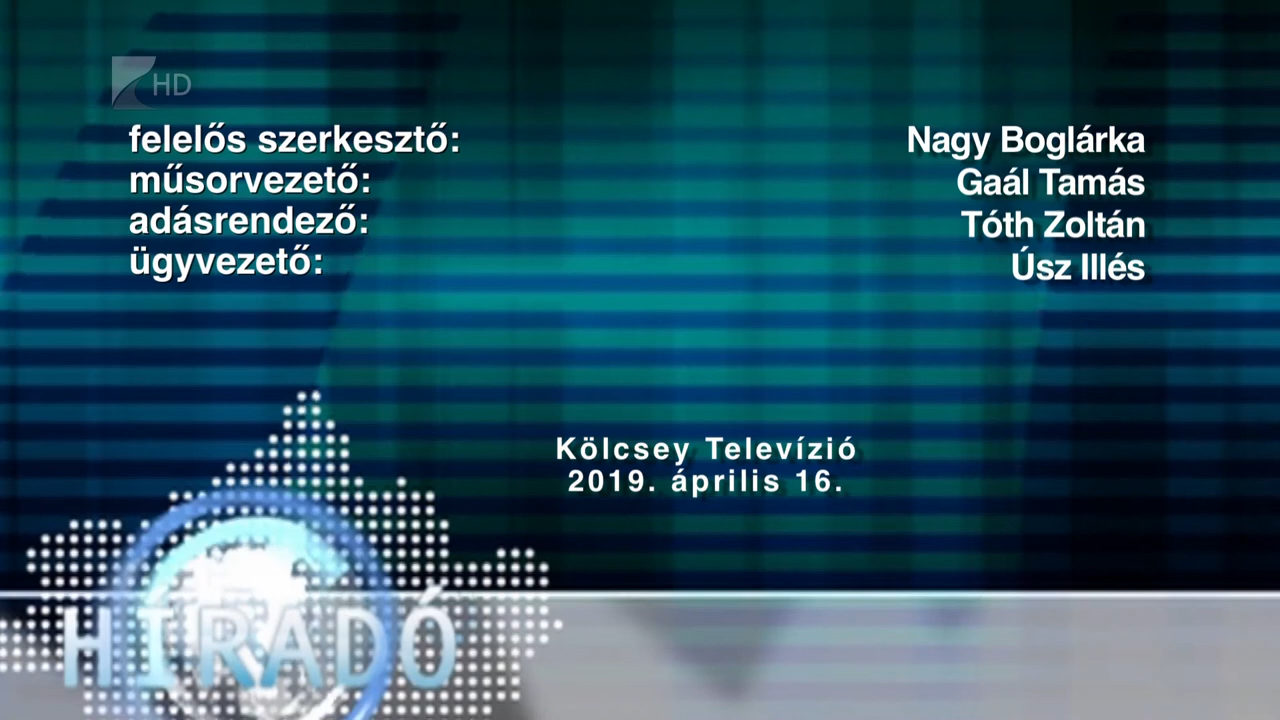 HD
felelős szerkesztő: Nagy Boglárka
műsorvezető: Gaál Tamás
adásrendező: Tóth Zoltán
ügyvezető: Úsz Illés
Kölcsey Televízió
2019. április 16.
HÍRADÓ